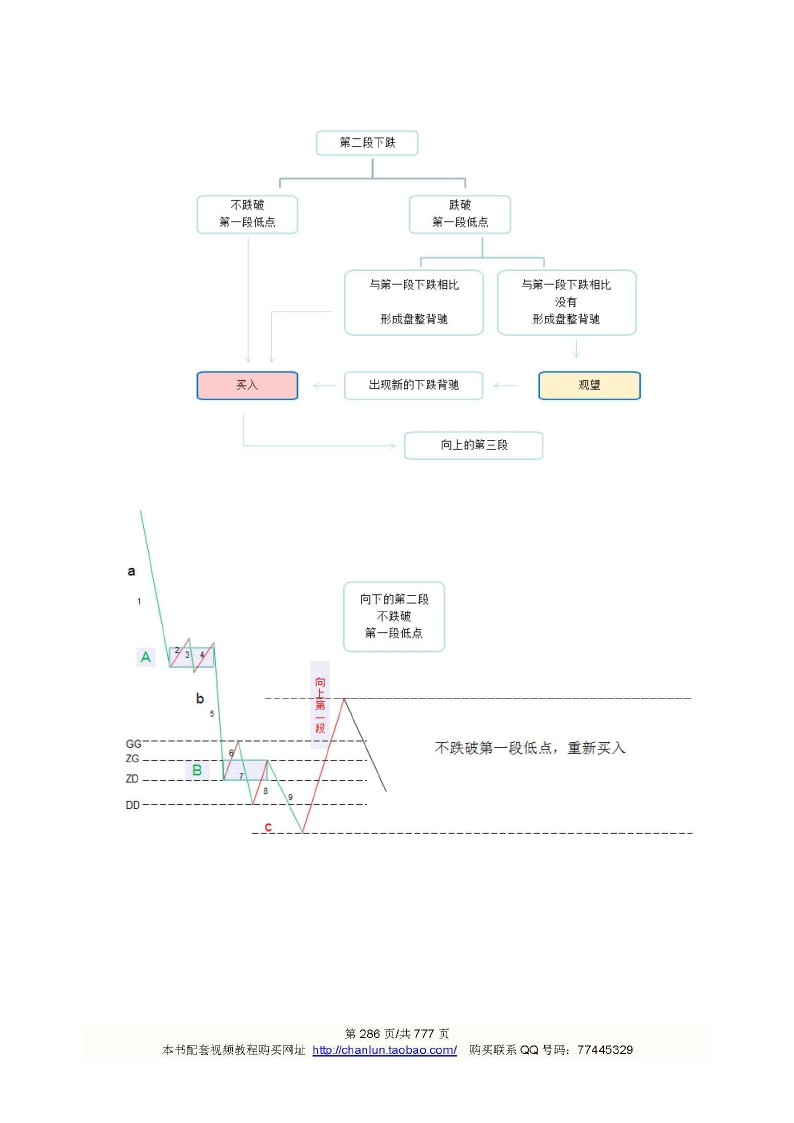 第二段下跌
不跌破
第一段低点
跌破
第一段低点
与第一段下跌相比
形成盘整背驰
与第一段下跌相比
没有
形成盘整背驰
买入
出现新的下跌背驰
观望
向上的第三段
a
1
向下的第二段
不跌破
第一段低点
A
2
3
4
向上第一段
b
5
GG
ZG
ZD
DD
6
B
7
8
9
c
不跌破第一段低点，重新买入
第 286 页/共 777 页
本书配套视频教程购买网址 http://chanlun.taobao.com/ 购买联系 QQ 号码：77445329